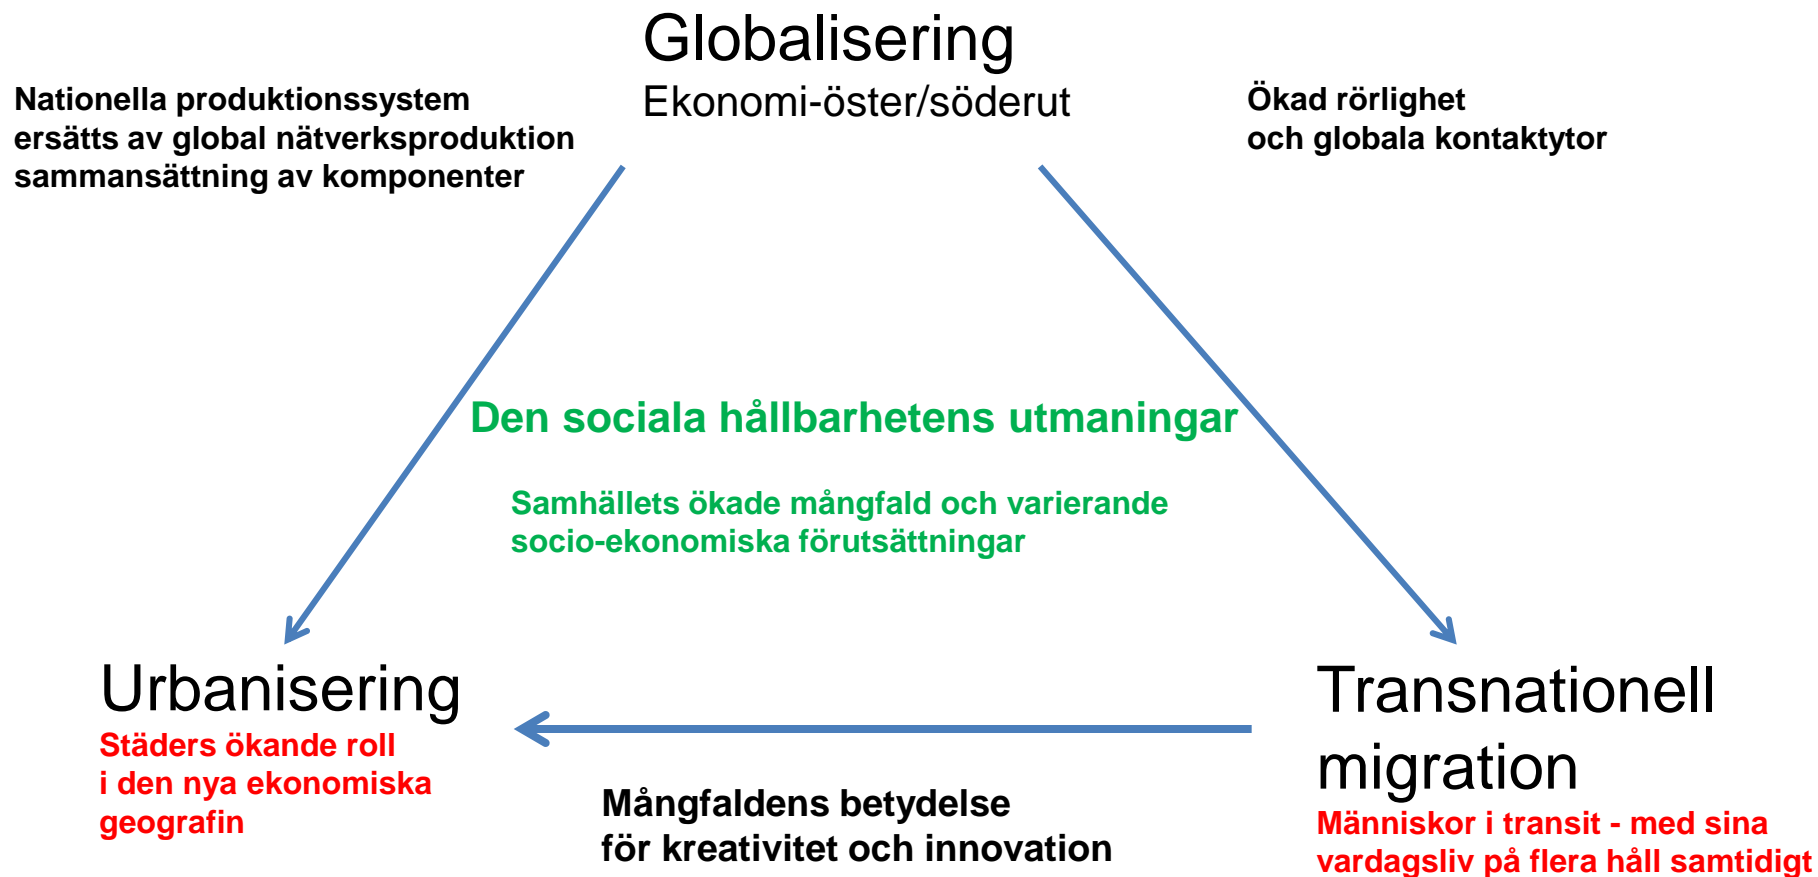 Globalisering
Ekonomi-öster/söderut
Nationella produktionssystem
ersätts av global nätverksproduktion
sammansättning av komponenter
Ökad rörlighet
och globala kontaktytor
Den sociala hållbarhetens utmaningar
Samhällets ökade mångfald och varierande
socio-ekonomiska förutsättningar
Urbanisering
Städers ökande roll
i den nya ekonomiska
geografin
Mångfaldens betydelse
för kreativitet och innovation
Transnationell
migration
Människor i transit - med sina
vardagsliv på flera håll samtidigt